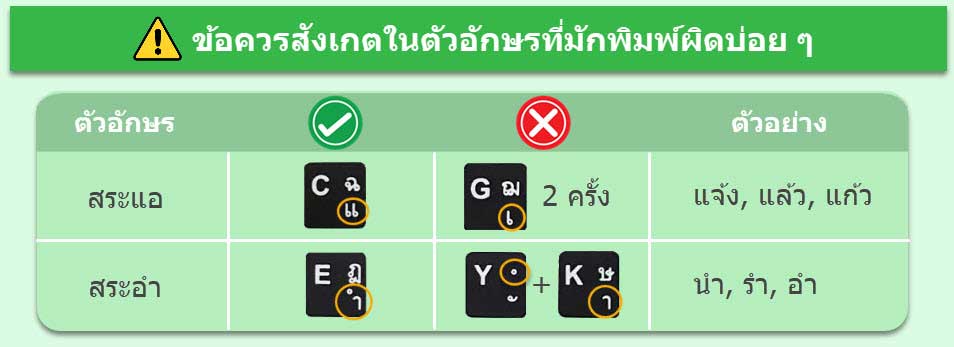 ข้อควรสังเกตในตัวอักษรที่มักพิมพ์ผิดบ่อย ๆ
ตัวอักษร ตัวอย่าง
สระแอ C ฉ แ G ฌ เ 2 ครั้ง แจ้ง, แล้ว, แก้ว
สระอำ E ฎ ำ Y ํ ั + K ษ า นำ, รำ, อำ